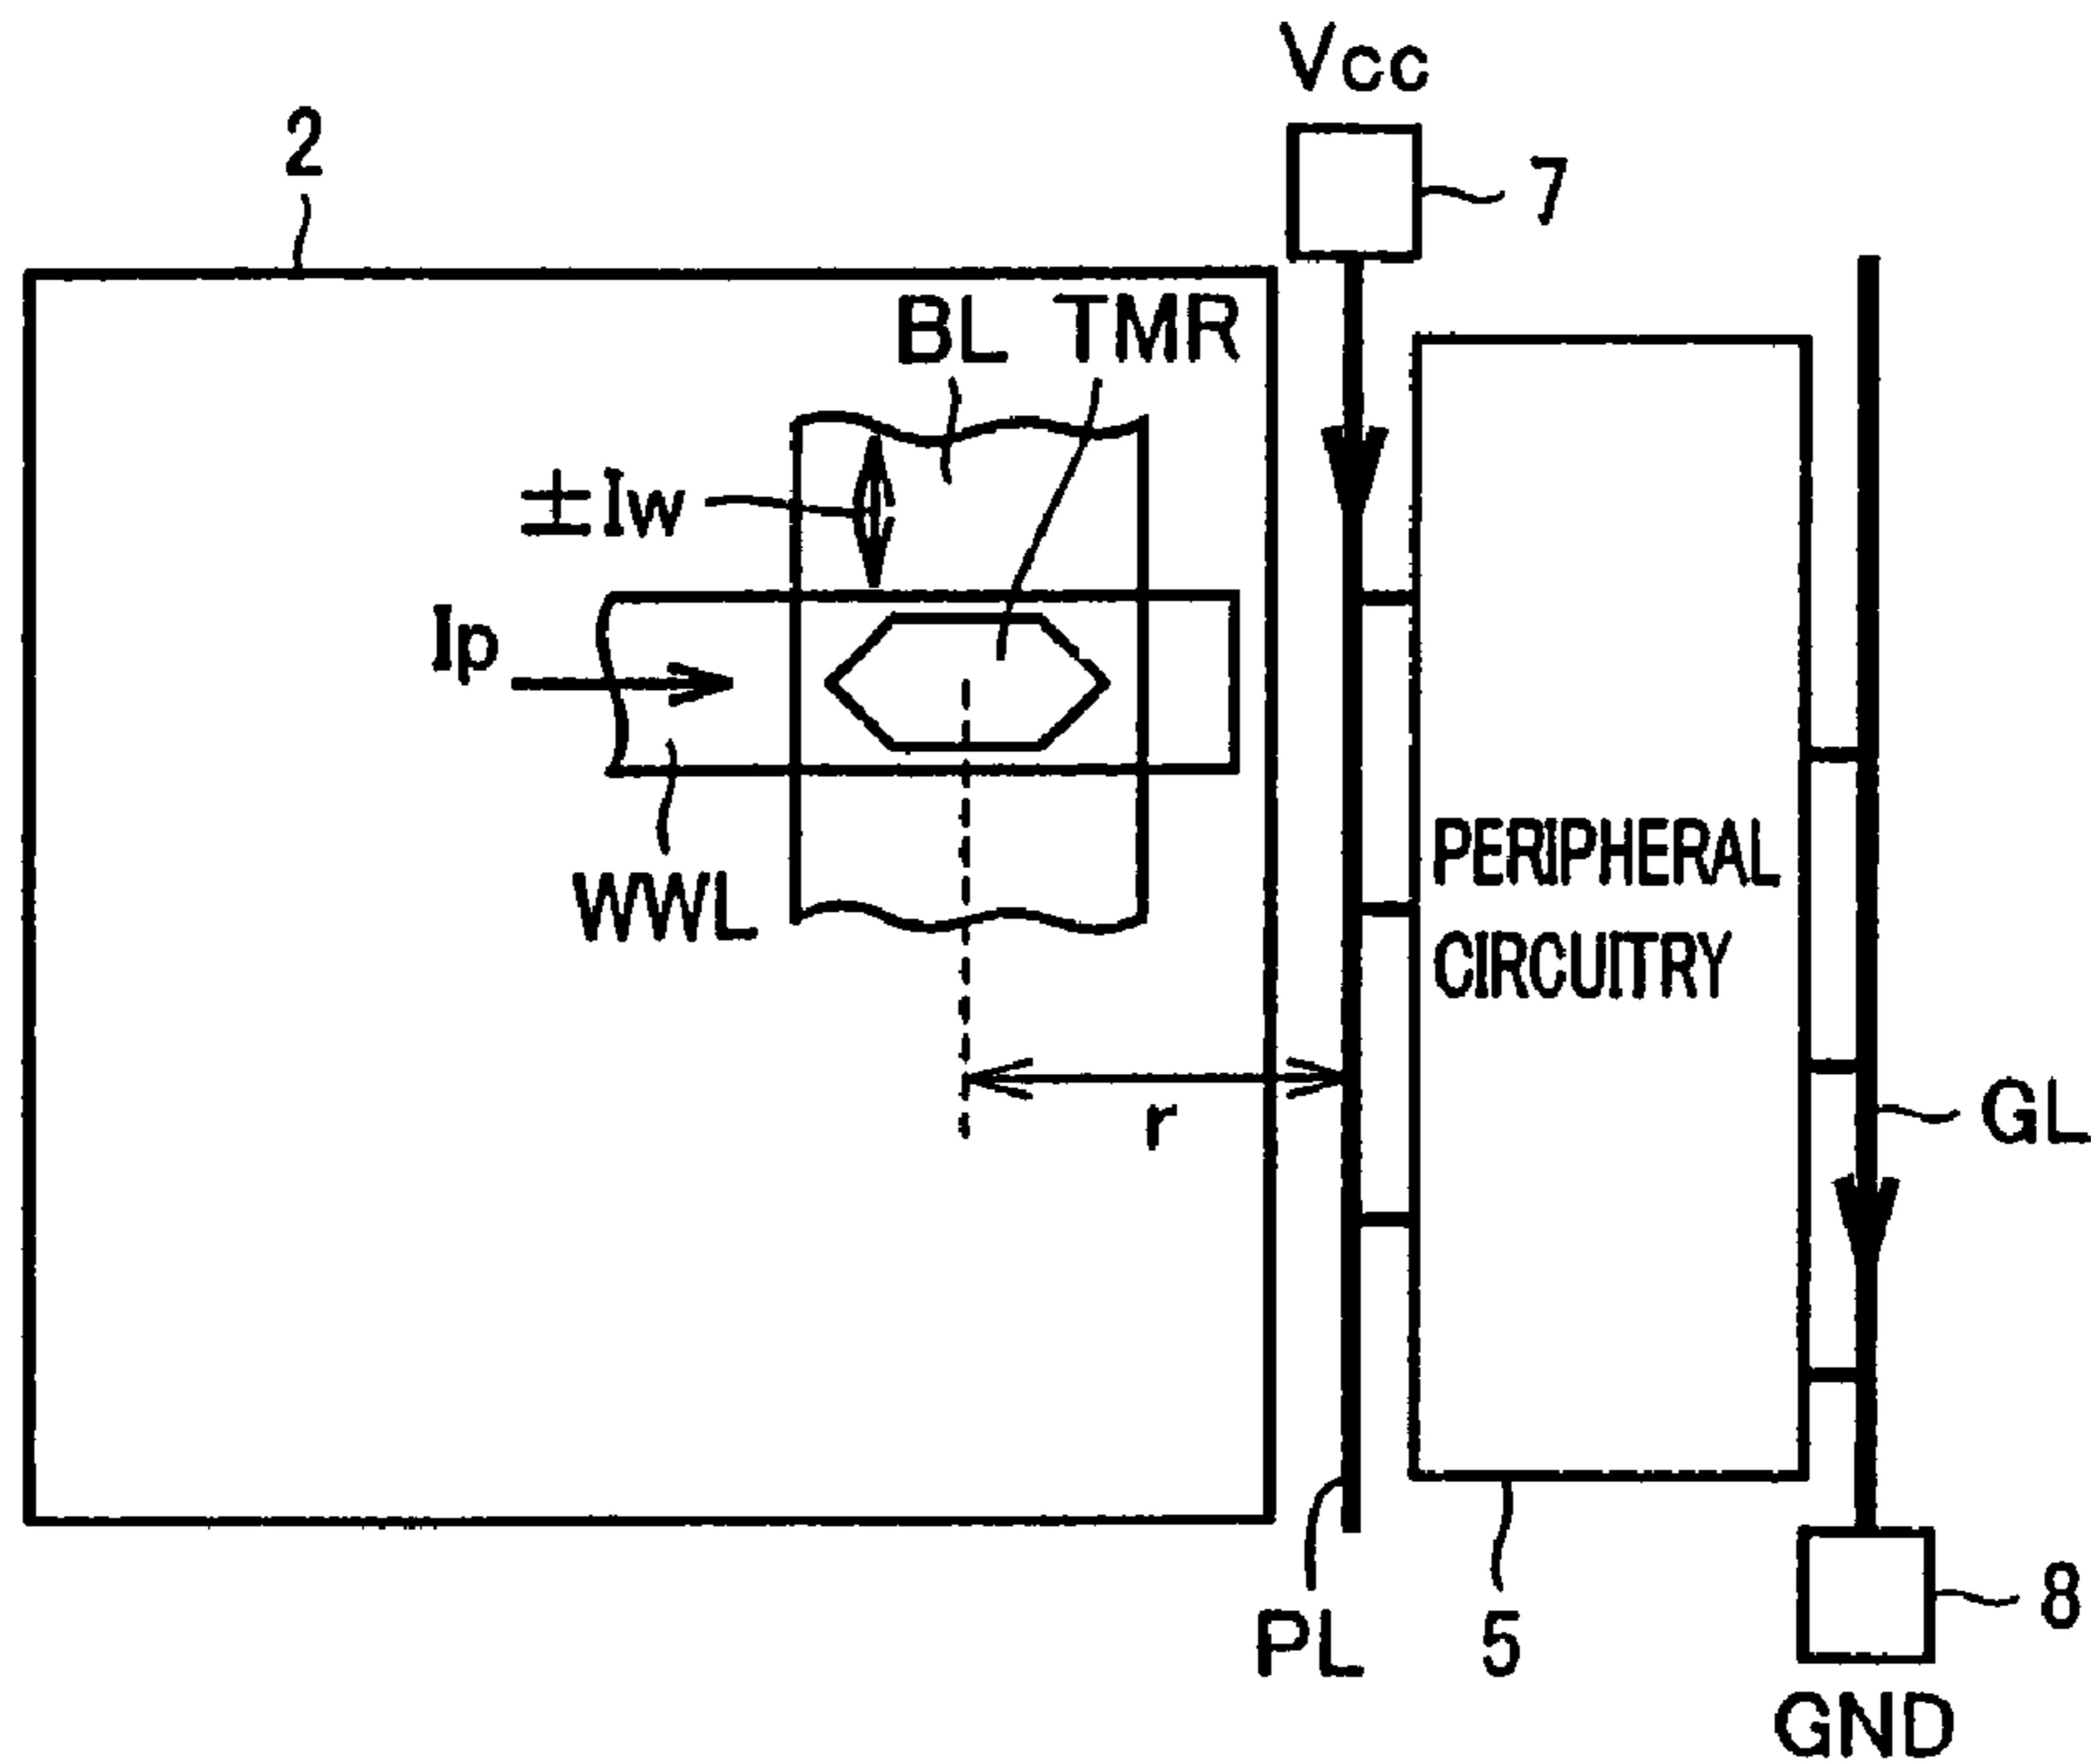 Vcc
2
7
BL TMR
±Iw
Ip
WWL
PERIPHERAL
CIRCUITRY
r
GL
PL
5
8
GND